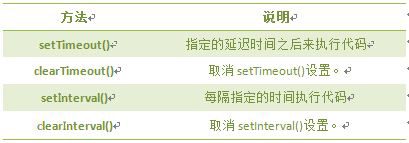 方法 说明
setTimeout() 指定的延迟时间之后来执行代码
clearTimeout() 取消 setTimeout()设置。
setInterval() 每隔指定的时间执行代码
clearInterval() 取消 setInterval()设置。